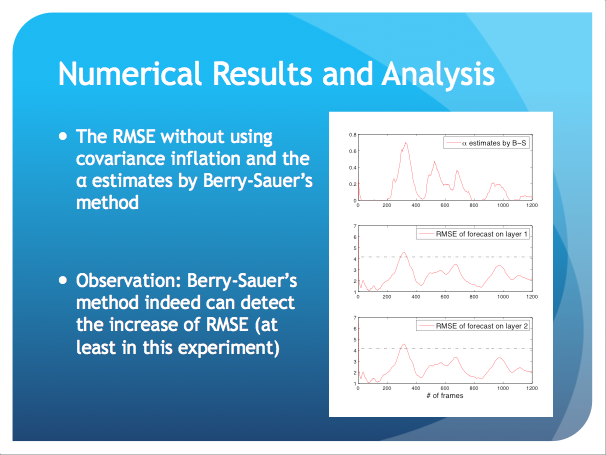 Numerical Results and Analysis
• The RMSE without using
covariance inflation and the
α estimates by Berry-Sauer's
method
• Observation: Berry-Sauer's
method indeed can detect
the increase of RMSE (at
least in this experiment)
α estimates by B−S
0.8
0.6
0.4
0.2
0
0 200 400 600 800 1000 1200
RMSE of forecast on layer 1
7
6
5
4
3
2
1
0 200 400 600 800 1000 1200
RMSE of forecast on layer 2
7
6
5
4
3
2
1
0 200 400 600 800 1000 1200
# of frames